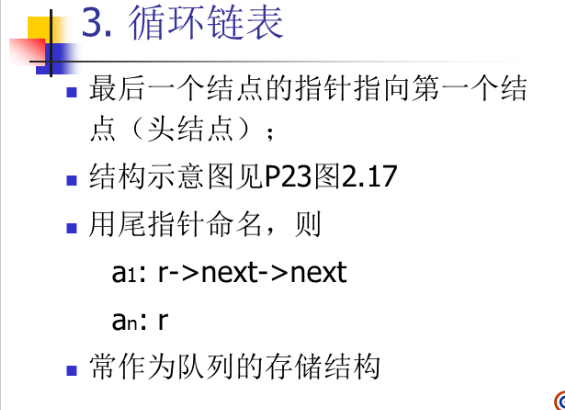 3. 循环链表
最后一个结点的指针指向第一个结
点（头结点）；
结构示意图见P23图2.17
用尾指针命名，则
a1: r->next->next
an: r
常作为队列的存储结构